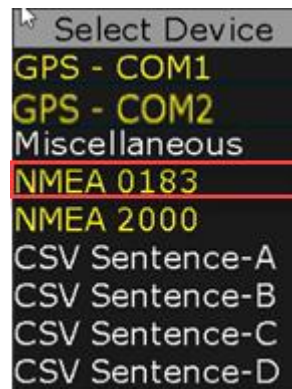 Select Device
GPS - COM1
GPS - COM2
Miscellaneous
NMEA 0183
NMEA 2000
CSV Sentence-A
CSV Sentence-B
CSV Sentence-C
CSV Sentence-D